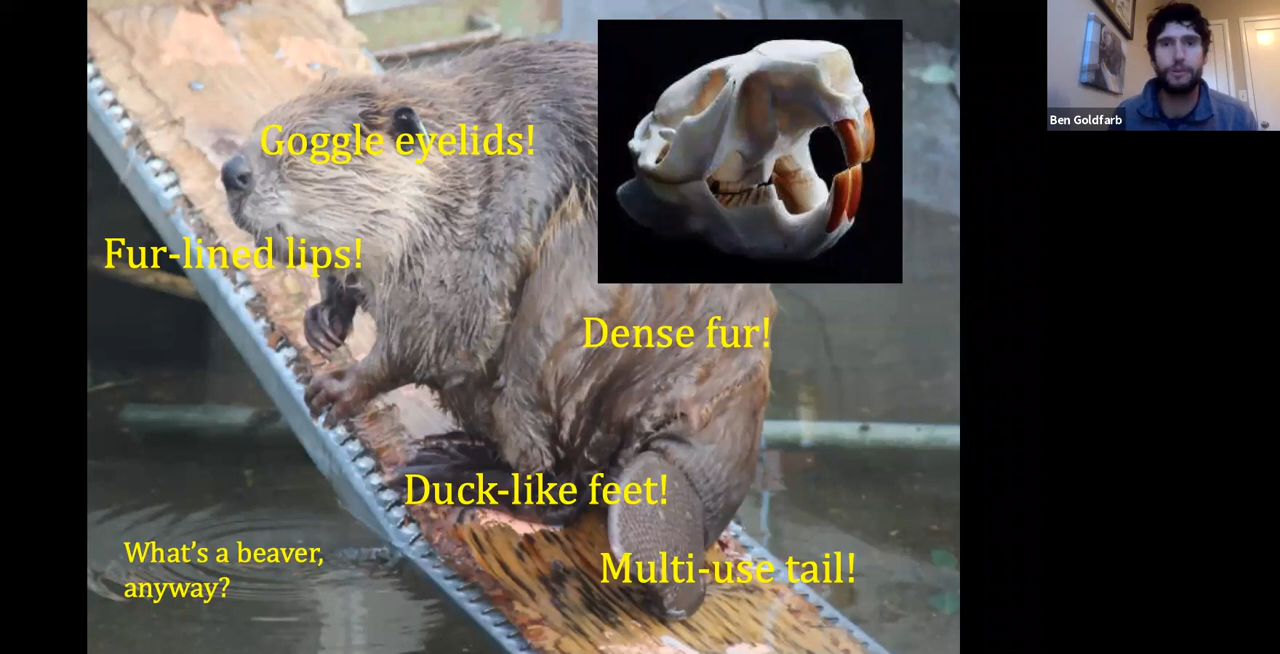 Ben Goldfarb
Goggle eyelids!
Fur-lined lips!
Dense fur!
Duck-like feet!
What’s a beaver,
anyway?
Multi-use tail!